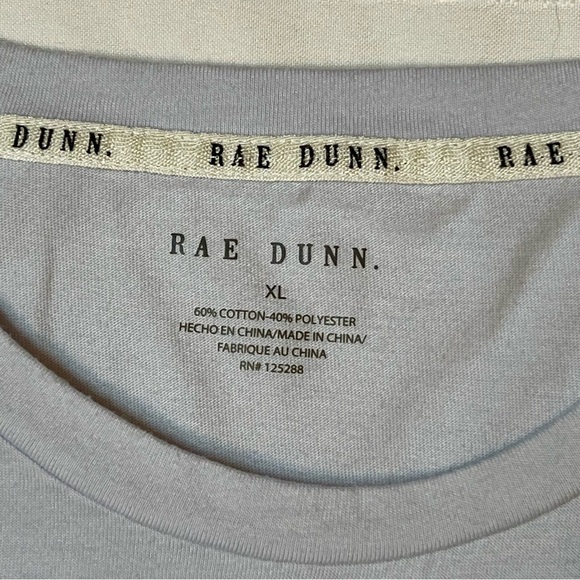 DUNN. RAE DUNN. RAE
RAE DUNN.
XL
60% COTTON-40% POLYESTER
HECHO EN CHINA/MADE IN CHINA/
FABRIQUE AU CHINA
RN# 125288